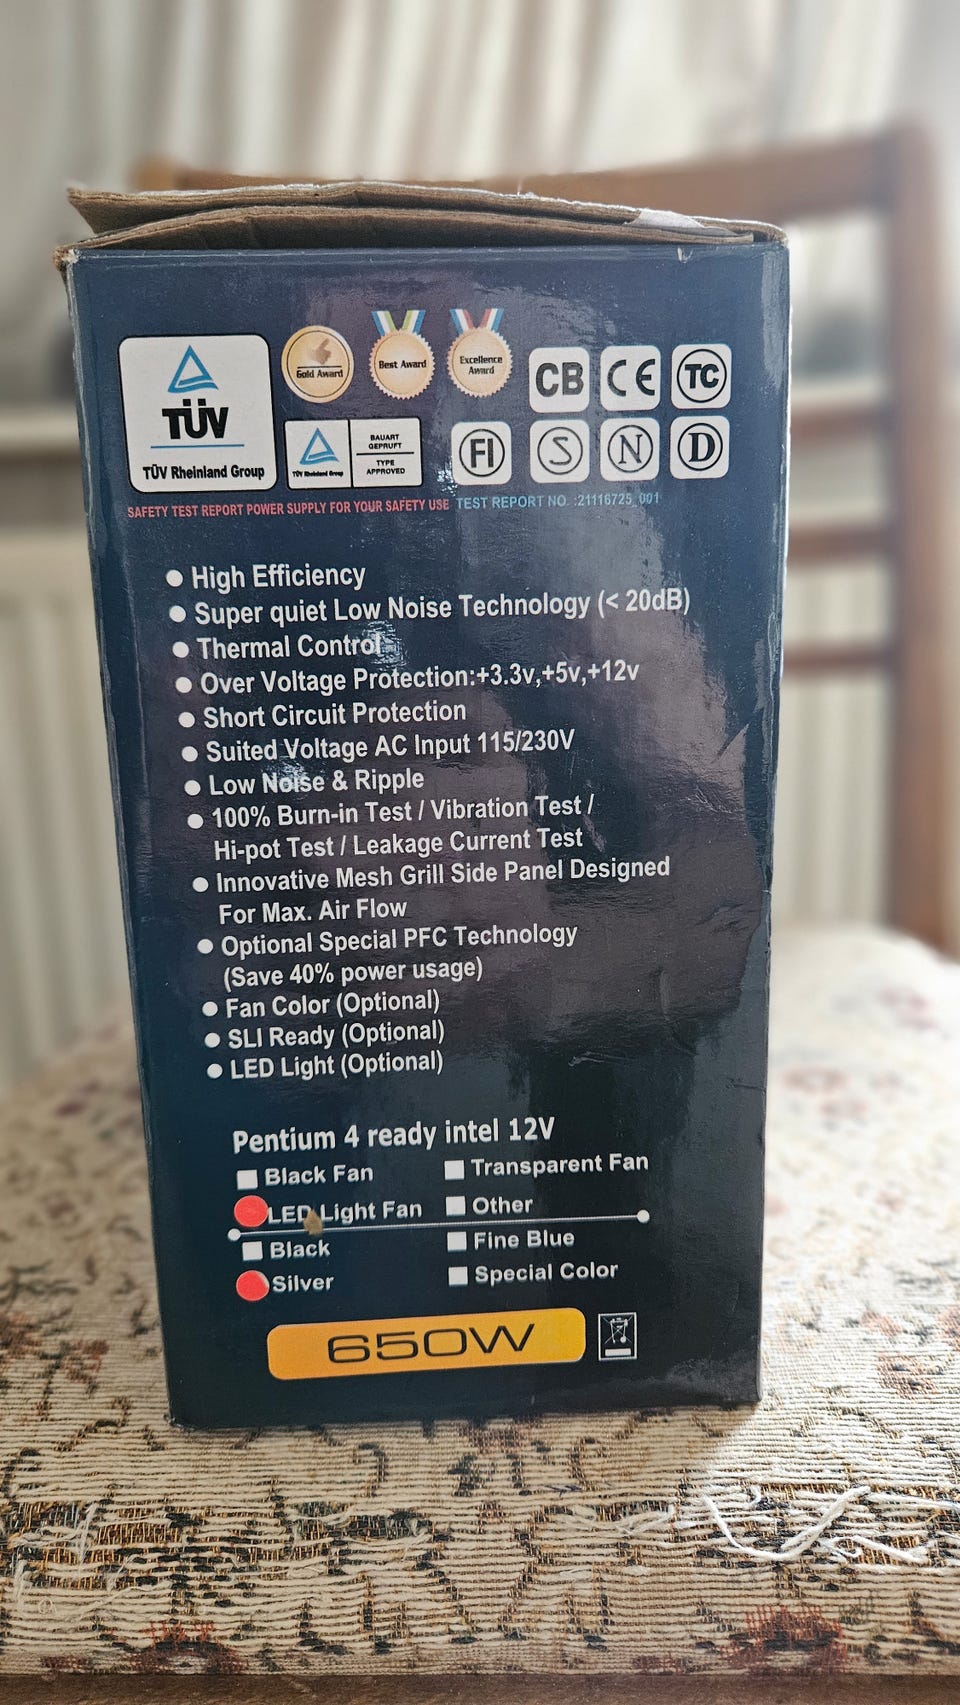 TÜV
TÜV Rheinland Group
Gold Award
Best Award
Excellence
Award
CB
CE
TC
TÜV Rheinland Group
BAUART
GEPRUFT
TYPE
APPROVED
FI
S
N
D
SAFETY TEST REPORT POWER SUPPLY FOR YOUR SAFETY USE TEST REPORT NO. :21116725_001
High Efficiency
Super quiet Low Noise Technology (< 20dB)
Thermal Control
Over Voltage Protection:+3.3v,+5v,+12v
Short Circuit Protection
Suited Voltage AC Input 115/230V
Low Noise & Ripple
100% Burn-in Test / Vibration Test /
Hi-pot Test / Leakage Current Test
Innovative Mesh Grill Side Panel Designed
For Max. Air Flow
Optional Special PFC Technology
(Save 40% power usage)
Fan Color (Optional)
SLI Ready (Optional)
LED Light (Optional)
Pentium 4 ready intel 12V
Black Fan
Transparent Fan
LED Light Fan
Other
Black
Fine Blue
Silver
Special Color
650W